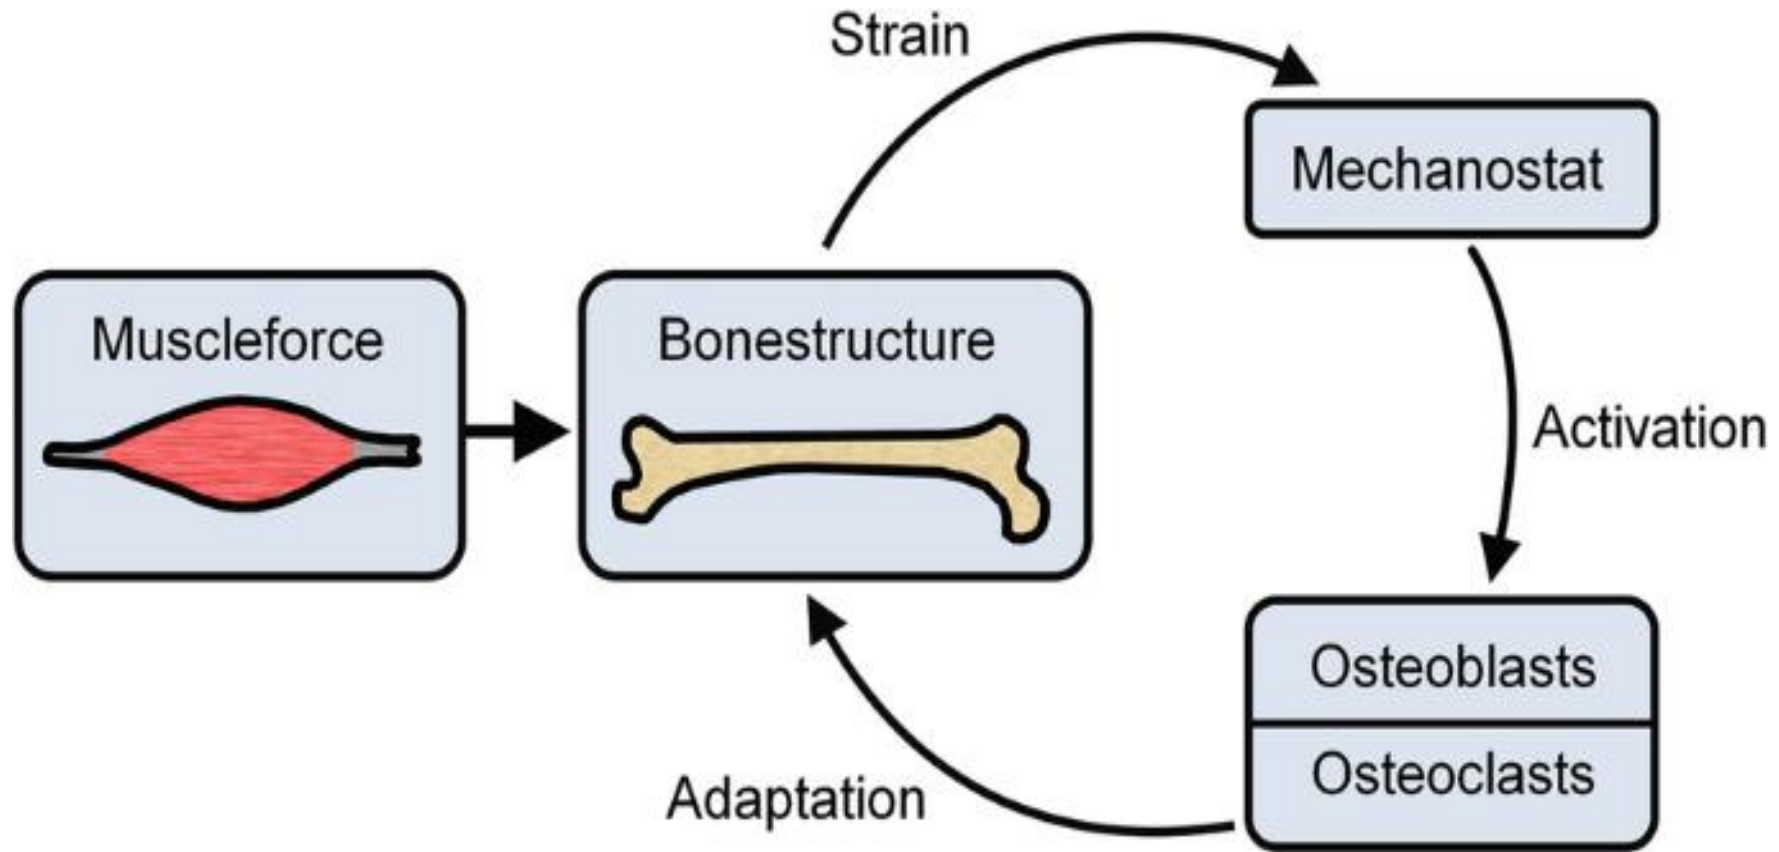 Strain
Mechanostat
Muscleforce
Bonestructure
Activation
Osteoblasts
Osteoclasts
Adaptation